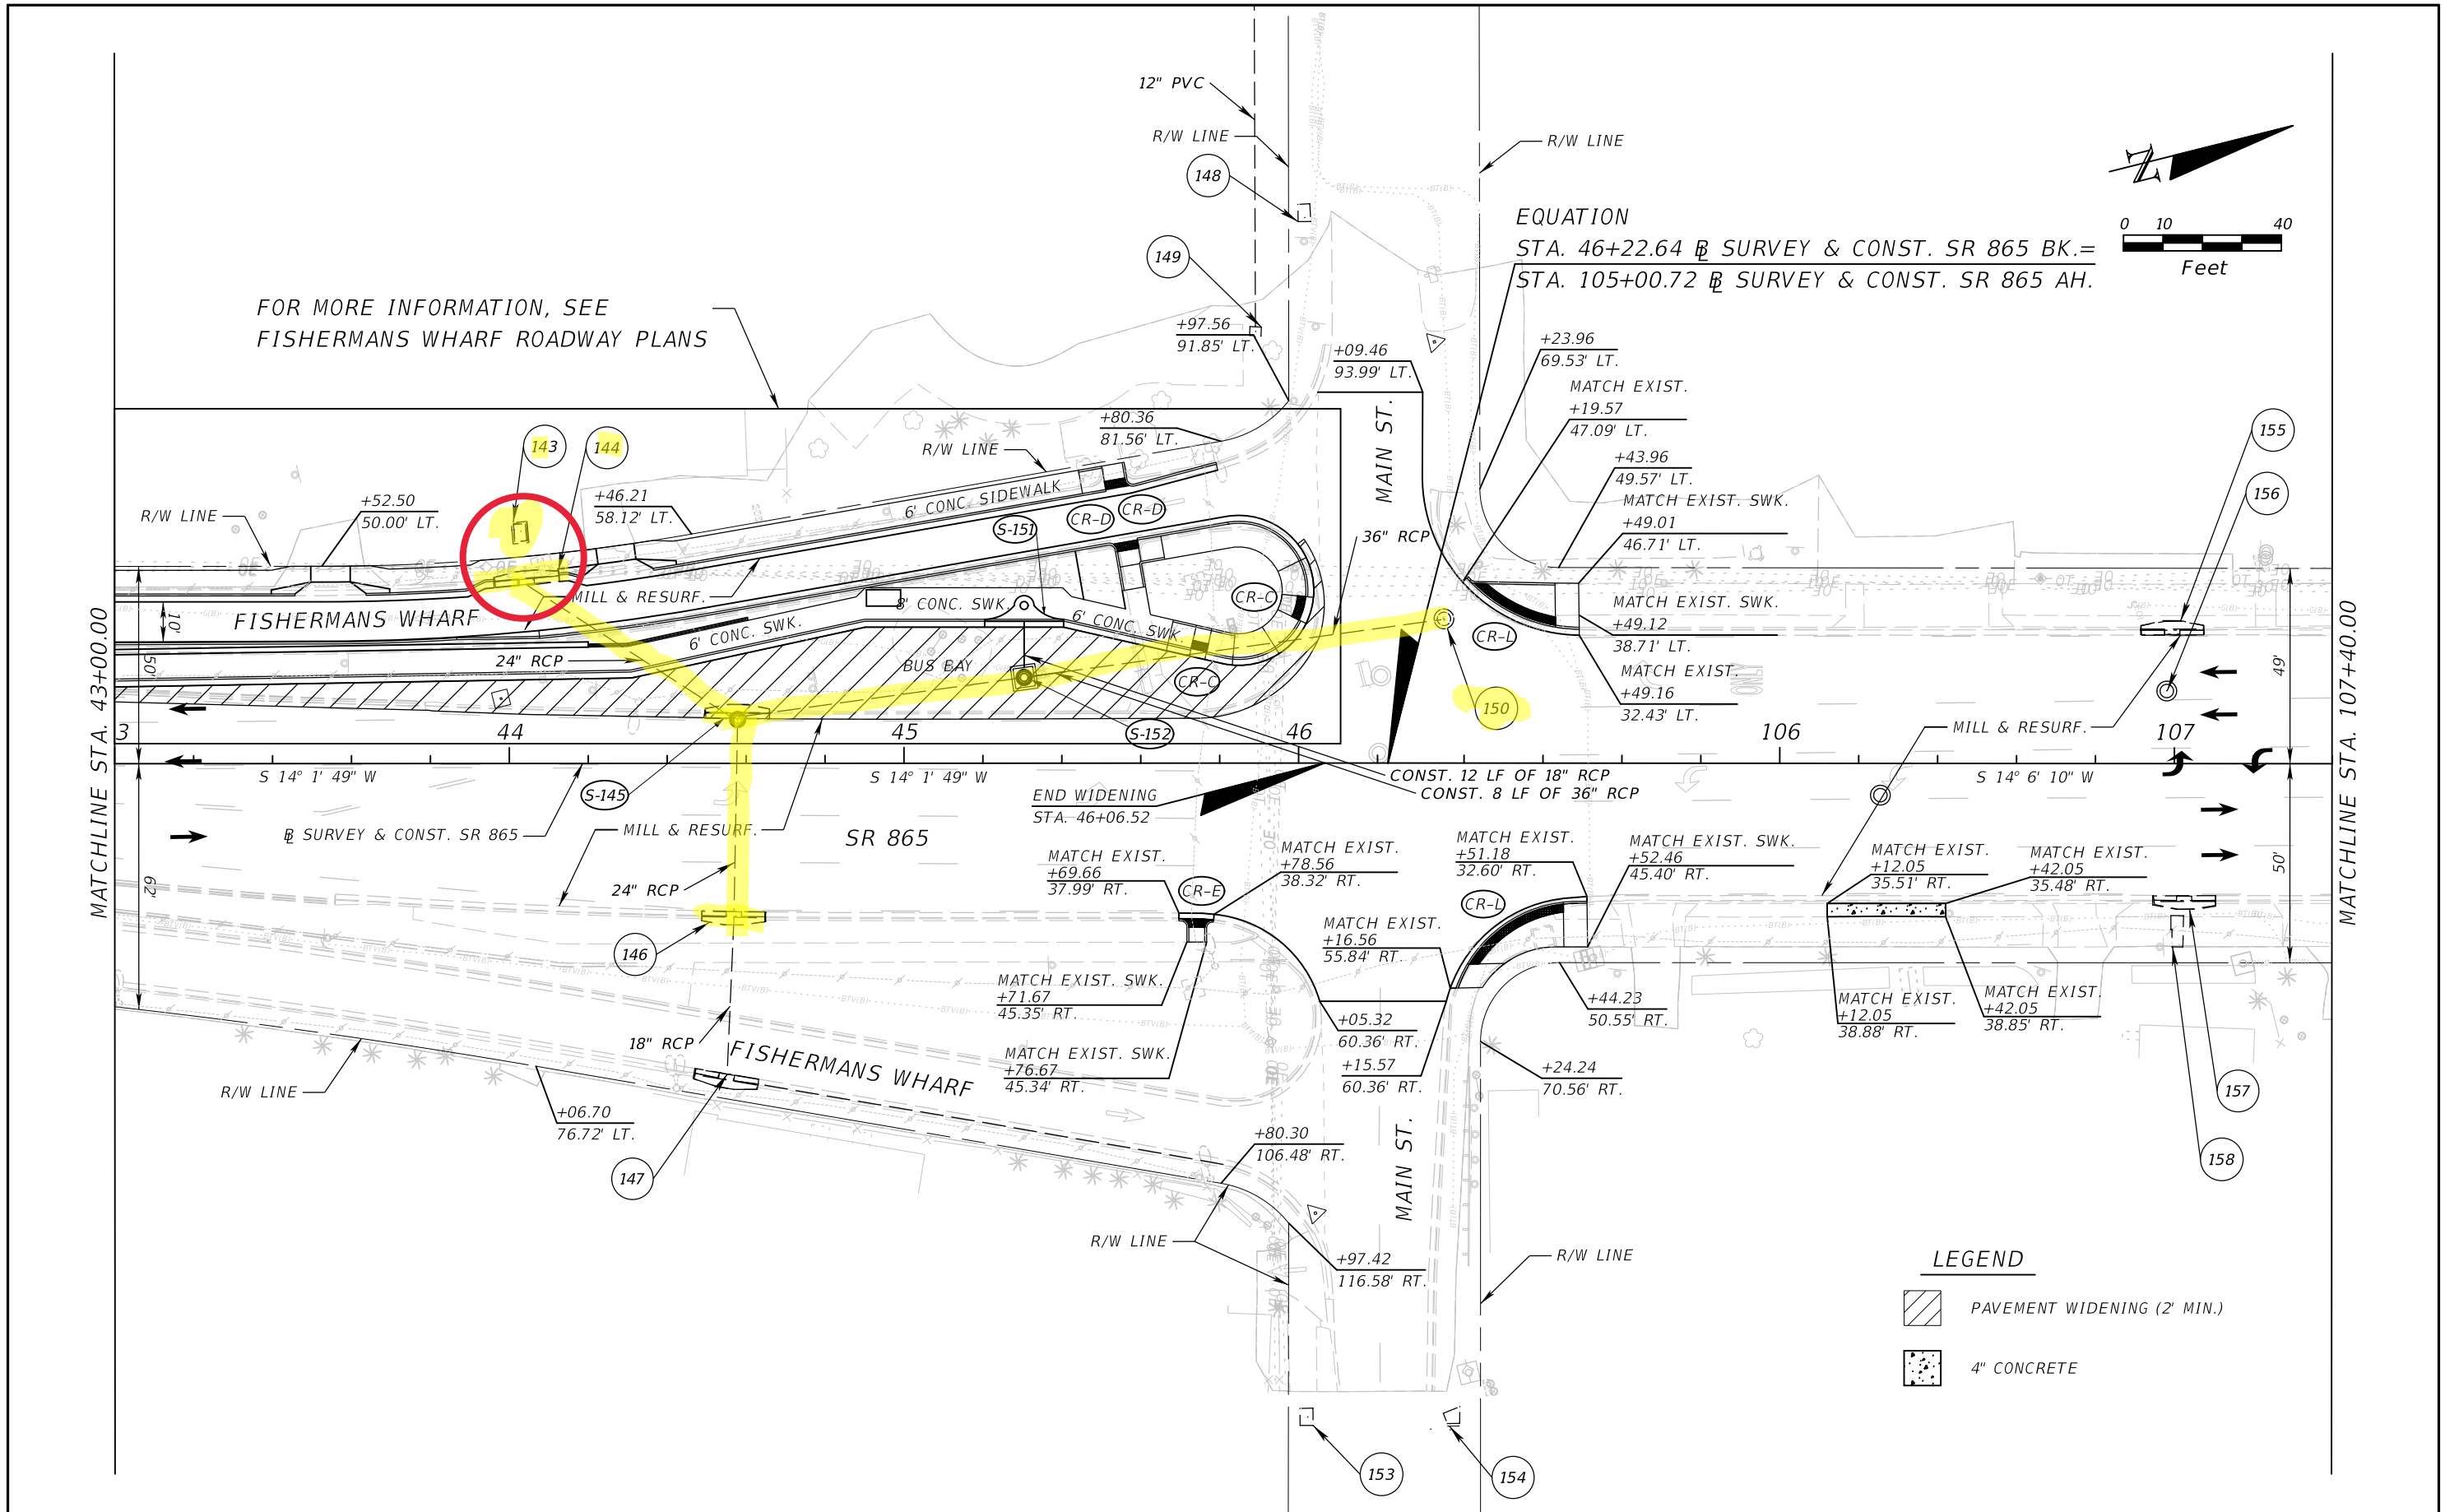 12" PVC
R/W LINE
R/W LINE
148
149
EQUATION
STA. 46+22.64 BL SURVEY & CONST. SR 865 BK.=
STA. 105+00.72 BL SURVEY & CONST. SR 865 AH.
N
0 10 40
Feet
FOR MORE INFORMATION, SEE
FISHERMANS WHARF ROADWAY PLANS
+97.56
91.85' LT.
+09.46
93.99' LT.
+23.96
69.53' LT.
MATCH EXIST.
+19.57
47.09' LT.
+80.36
81.56' LT.
R/W LINE
143
144
155
156
+43.96
49.57' LT.
MATCH EXIST. SWK.
+49.01
46.71' LT.
+52.50
50.00' LT.
R/W LINE
+46.21
58.12' LT.
6' CONC. SIDEWALK
CR-D
CR-D
S-151
MAIN ST.
36" RCP
MILL & RESURF.
8' CONC. SWK.
CR-C
MATCH EXIST. SWK.
+49.12
38.71' LT.
FISHERMANS WHARF
10'
6' CONC. SWK.
6' CONC. SWK.
CR-L
24" RCP
BUS BAY
CR-C
MATCH EXIST.
+49.16
32.43' LT.
50'
49'
150
MATCHLINE STA. 43+00.00
MATCHLINE STA. 107+40.00
3
44
45
S-152
46
106
MILL & RESURF.
107
S 14° 1' 49" W
S 14° 1' 49" W
CONST. 12 LF OF 18" RCP
CONST. 8 LF OF 36" RCP
S 14° 6' 10" W
S-145
END WIDENING
STA. 46+06.52
BL SURVEY & CONST. SR 865
MILL & RESURF.
SR 865
62'
50'
24" RCP
MATCH EXIST.
+69.66
37.99' RT.
CR-E
MATCH EXIST.
+78.56
38.32' RT.
MATCH EXIST.
+51.18
32.60' RT.
CR-L
MATCH EXIST. SWK.
+52.46
45.40' RT.
MATCH EXIST.
+12.05
35.51' RT.
MATCH EXIST.
+42.05
35.48' RT.
146
MATCH EXIST.
+16.56
55.84' RT.
MATCH EXIST. SWK.
+71.67
45.35' RT.
+44.23
50.55' RT.
MATCH EXIST.
+12.05
38.88' RT.
MATCH EXIST.
+42.05
38.85' RT.
18" RCP
FISHERMANS WHARF
MATCH EXIST. SWK.
+76.67
45.34' RT.
+05.32
60.36' RT.
+15.57
60.36' RT.
+24.24
70.56' RT.
R/W LINE
+06.70
76.72' LT.
157
158
147
+80.30
106.48' RT.
MAIN ST.
R/W LINE
+97.42
116.58' RT.
R/W LINE
LEGEND
PAVEMENT WIDENING (2' MIN.)
4" CONCRETE
153
154